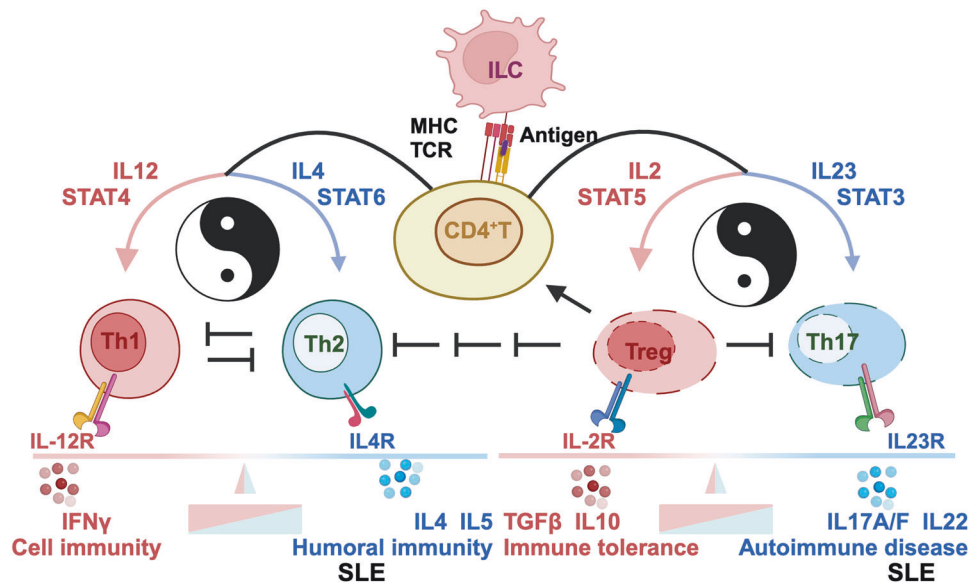 ILC
MHC
TCR
Antigen
IL12
STAT4
IL4
STAT6
CD4⁺T
IL2
STAT5
IL23
STAT3
Th1
Th2
Treg
Th17
IL-12R
IL4R
IL-2R
IL23R
IFNγ
Cell immunity
IL4 IL5
Humoral immunity
SLE
TGFβ IL10
Immune tolerance
IL17A/F IL22
Autoimmune disease
SLE